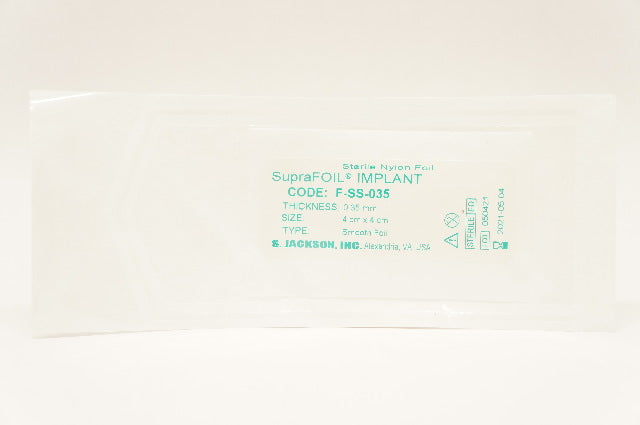 Sterile Nylon Foil
SupraFOIL® IMPLANT
CODE: F-SS-035
THICKNESS: 0.35 mm
SIZE: 4 cm x 4 cm
TYPE: Smooth Foil
S. JACKSON, INC. Alexandria, VA, USA
STERILE EO
LOT 050421
2021-05-04